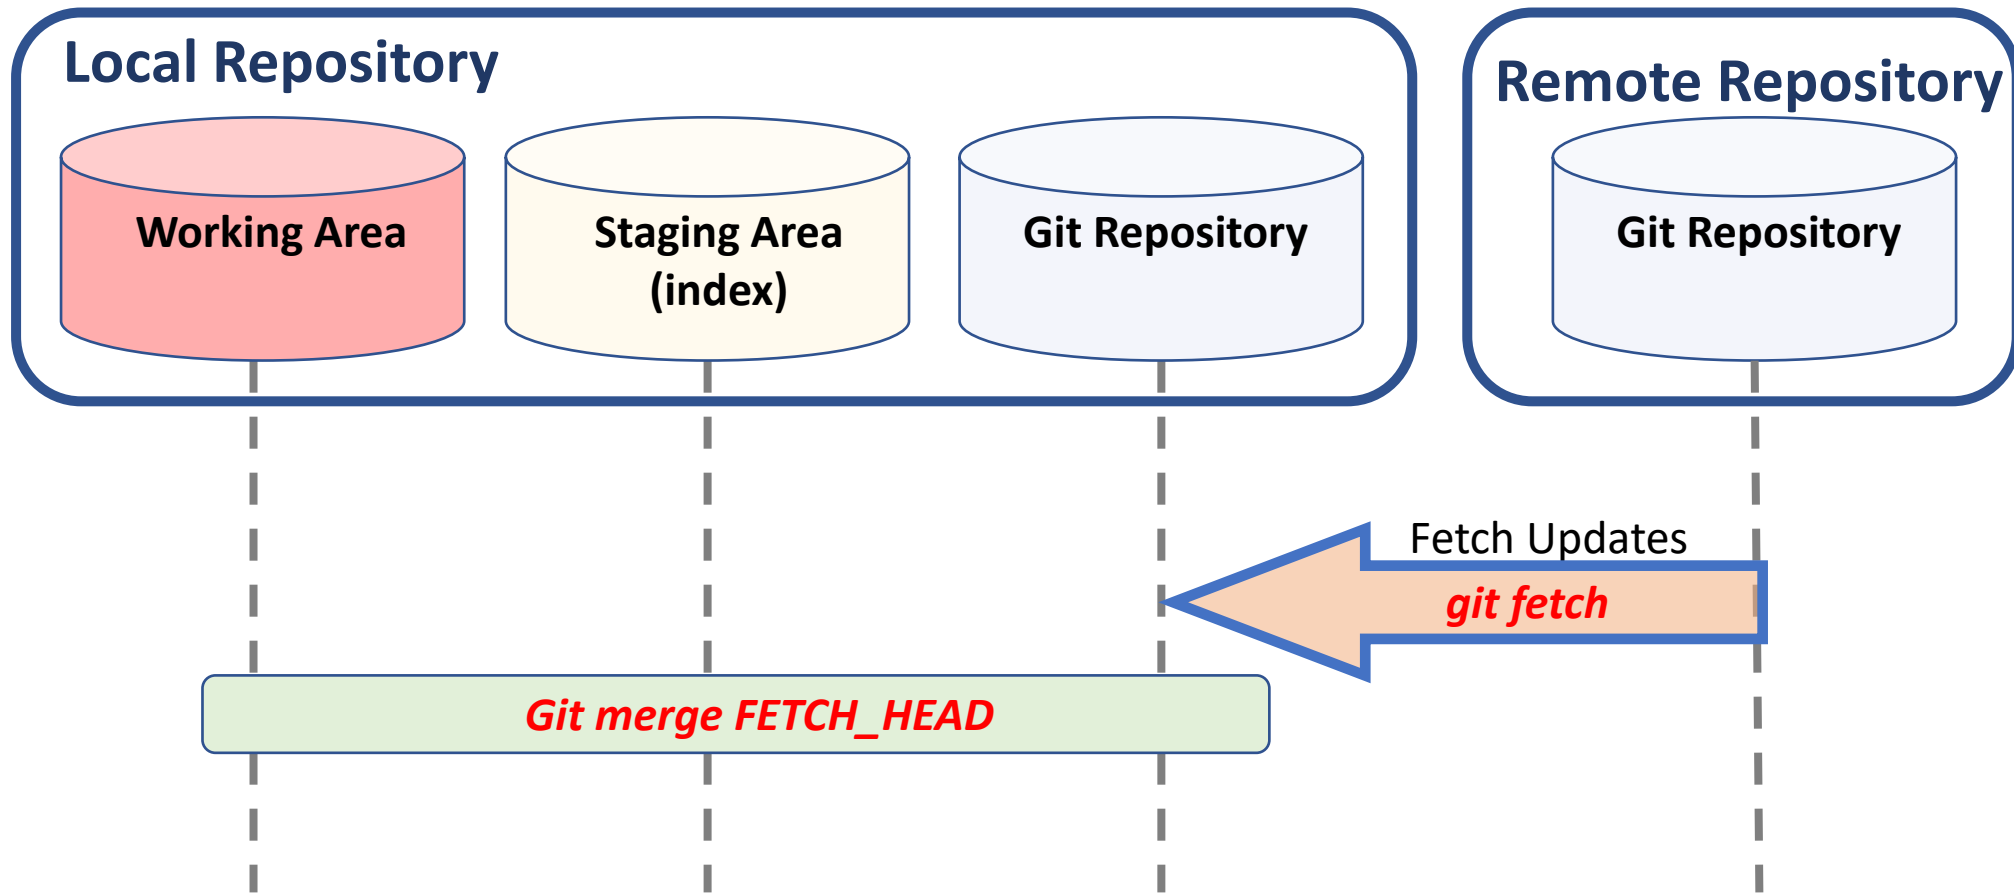 Local Repository
Remote Repository
Working Area
Staging Area
(index)
Git Repository
Git Repository
Fetch Updates
git fetch
Git merge FETCH_HEAD